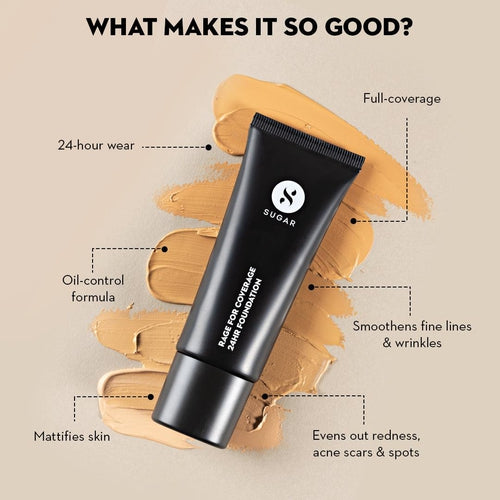 WHAT MAKES IT SO GOOD?
Full-coverage
24-hour wear
SUGAR
Oil-control
formula
RAGE FOR COVERAGE
24HR FOUNDATION
Smoothens fine lines
& wrinkles
Mattifies skin
Evens out redness,
acne scars & spots